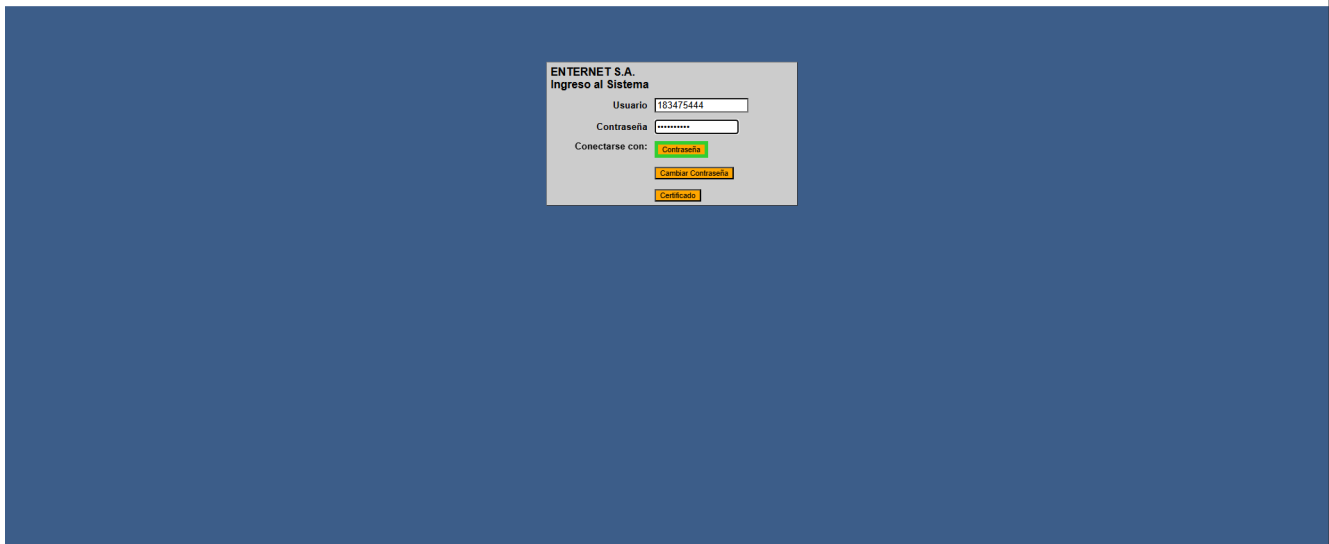 ENTERNET S.A.
Ingreso al Sistema
Usuario 183475444
Contraseña ••••••••••
Conectarse con: Contraseña
Cambiar Contraseña
Certificado